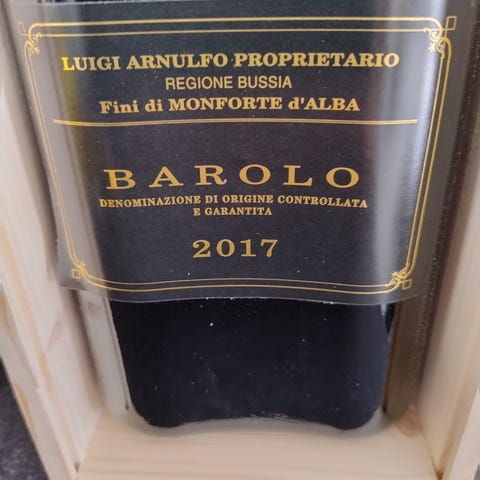 LUIGI ARNULFO PROPRIETARIO
REGIONE BUSSIA
Fini di MONFORTE d'ALBA
BAROLO
DENOMINAZIONE DI ORIGINE CONTROLLATA
E GARANTITA
2017